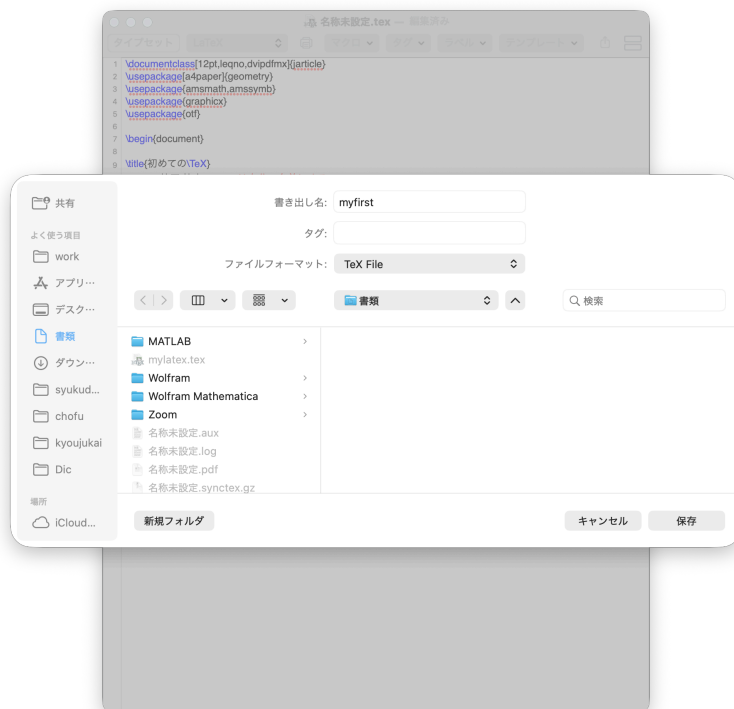 名称未設定.tex — 編集済み
タイプセット LaTeX マクロ タグ ラベル テンプレート
1 \documentclass[12pt,leqno,dvipdfmx]{jarticle}
2 \usepackage[a4paper]{geometry}
3 \usepackage{amsmath,amssymb}
4 \usepackage{graphicx}
5 \usepackage{otf}
6
7 \begin{document}
8
9 \title{初めての\TeX}
共有
よく使う項目
work
アプリ…
デスク…
書類
ダウン…
syukud...
chofu
kyoujukai
Dic
場所
iCloud...
書き出し名: myfirst
タグ:
ファイルフォーマット: TeX File
書類
検索
MATLAB
mylatex.tex
Wolfram
Wolfram Mathematica
Zoom
名称未設定.aux
名称未設定.log
名称未設定.pdf
名称未設定.synctex.gz
新規フォルダ
キャンセル
保存